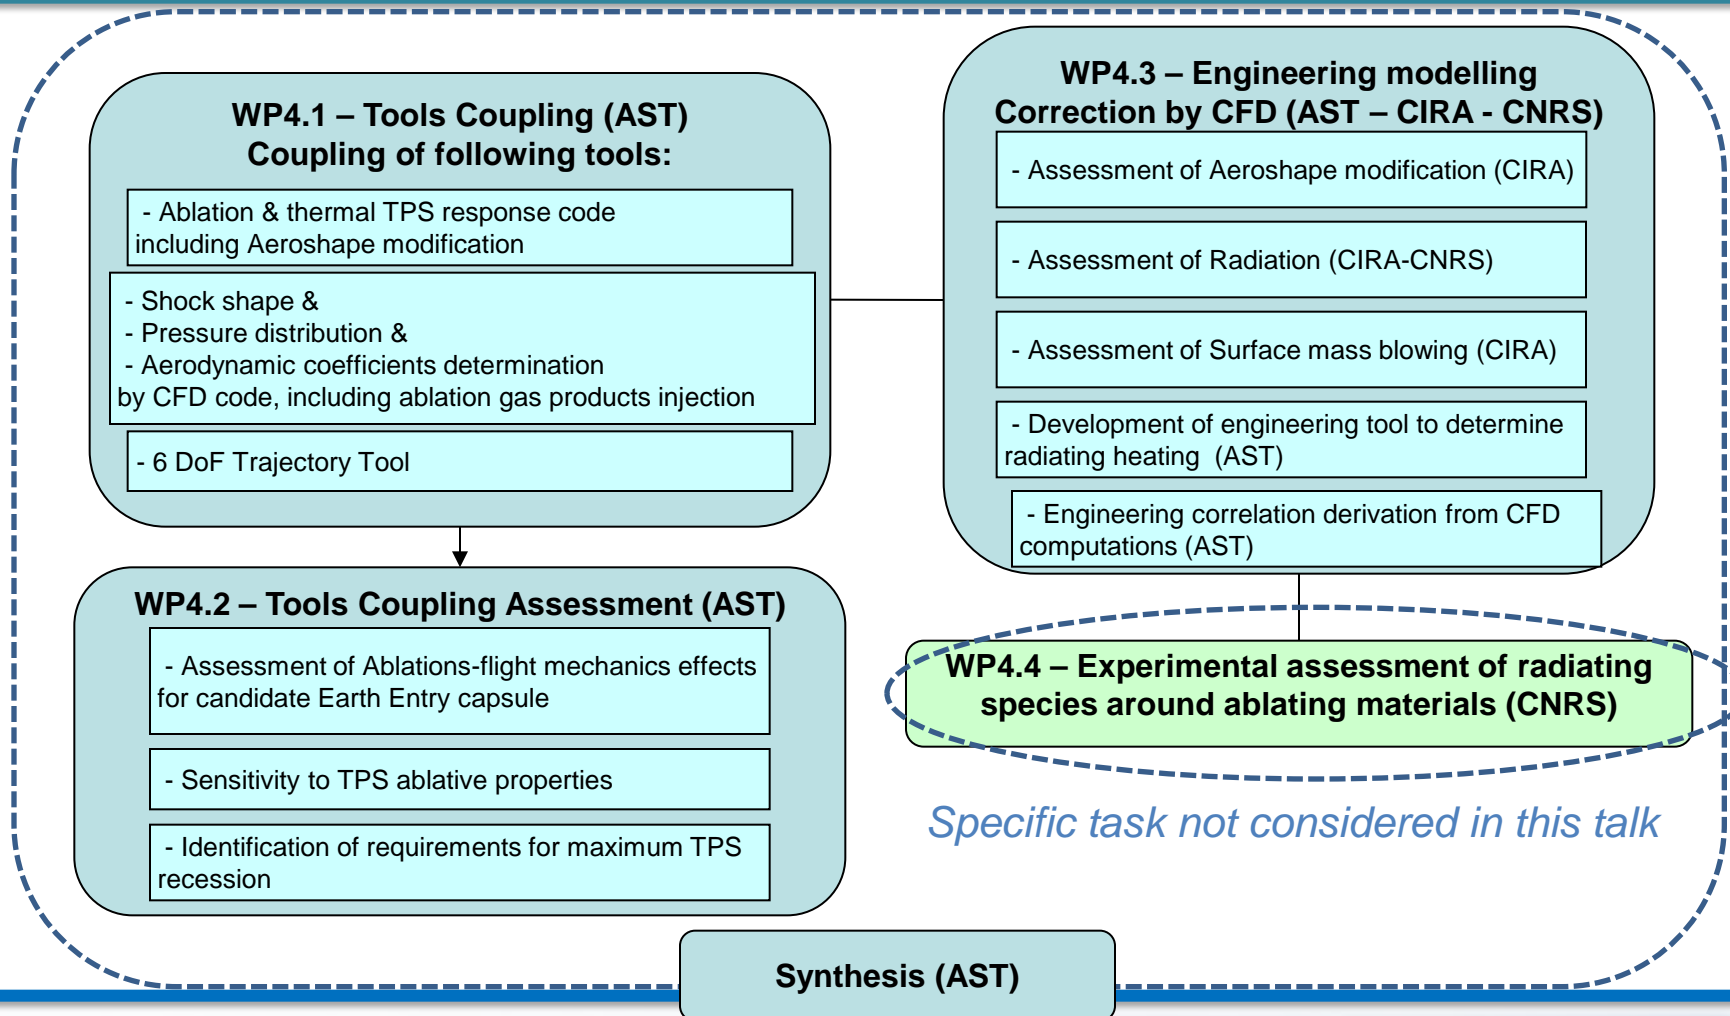 WP4.1 – Tools Coupling (AST)
Coupling of following tools:
- Ablation & thermal TPS response code
including Aeroshape modification
- Shock shape &
- Pressure distribution &
- Aerodynamic coefficients determination
by CFD code, including ablation gas products injection
- 6 DoF Trajectory Tool
WP4.2 – Tools Coupling Assessment (AST)
- Assessment of Ablations-flight mechanics effects
for candidate Earth Entry capsule
- Sensitivity to TPS ablative properties
- Identification of requirements for maximum TPS
recession
WP4.3 – Engineering modelling
Correction by CFD (AST – CIRA - CNRS)
- Assessment of Aeroshape modification (CIRA)
- Assessment of Radiation (CIRA-CNRS)
- Assessment of Surface mass blowing (CIRA)
- Development of engineering tool to determine
radiating heating (AST)
- Engineering correlation derivation from CFD
computations (AST)
WP4.4 – Experimental assessment of radiating
species around ablating materials (CNRS)
Specific task not considered in this talk
Synthesis (AST)